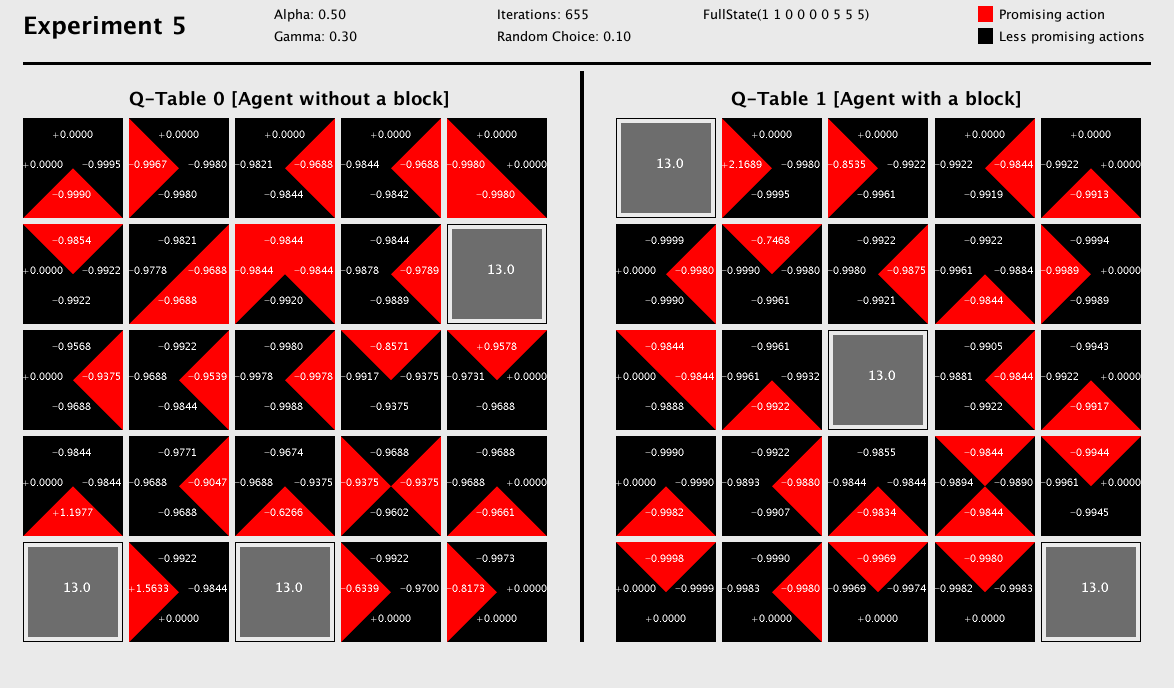 Experiment 5
Alpha: 0.50 Iterations: 655 FullState(1 1 0 0 0 0 5 5 5) Promising action
Gamma: 0.30 Random Choice: 0.10 Less promising actions
Q-Table 0 [Agent without a block] Q-Table 1 [Agent with a block]
+0.0000 +0.0000 +0.0000 +0.0000 +0.0000 +0.0000 +0.0000 +0.0000 +0.0000
+0.0000 -0.9995 -0.9967 -0.9980 -0.9821 -0.9688 -0.9844 -0.9688 -0.9980 +0.0000 13.0 +2.1689 -0.9980 -0.8535 -0.9922 -0.9922 -0.9844 -0.9922 +0.0000
-0.9990 -0.9980 -0.9844 -0.9842 -0.9980 -0.9995 -0.9961 -0.9919 -0.9913
-0.9854 -0.9821 -0.9844 -0.9844 -0.9999 -0.7468 -0.9922 -0.9922 -0.9994
+0.0000 -0.9922 -0.9778 -0.9688 -0.9844 -0.9844 -0.9878 -0.9789 13.0 +0.0000 -0.9980 -0.9990 -0.9980 -0.9980 -0.9875 -0.9961 -0.9884 -0.9989 +0.0000
-0.9922 -0.9688 -0.9920 -0.9889 -0.9990 -0.9961 -0.9921 -0.9844 -0.9989
-0.9568 -0.9922 -0.9980 -0.8571 +0.9578 -0.9844 -0.9961 -0.9905 -0.9943
+0.0000 -0.9375 -0.9688 -0.9539 -0.9978 -0.9978 -0.9917 -0.9375 -0.9731 +0.0000 +0.0000 -0.9844 -0.9961 -0.9932 13.0 -0.9881 -0.9844 -0.9922 +0.0000
-0.9688 -0.9844 -0.9988 -0.9375 -0.9688 -0.9888 -0.9922 -0.9922 -0.9917
-0.9844 -0.9771 -0.9674 -0.9688 -0.9688 -0.9990 -0.9922 -0.9855 -0.9844 -0.9944
+0.0000 -0.9844 -0.9688 -0.9047 -0.9688 -0.9375 -0.9375 -0.9375 -0.9688 +0.0000 +0.0000 -0.9990 -0.9893 -0.9880 -0.9844 -0.9844 -0.9894 -0.9890 -0.9961 +0.0000
+1.1977 -0.9688 -0.6266 -0.9602 -0.9661 -0.9982 -0.9907 -0.9834 -0.9844 -0.9945
-0.9922 -0.9922 -0.9973 -0.9998 -0.9990 -0.9969 -0.9980
13.0 +1.5633 -0.9844 13.0 -0.6339 -0.9700 -0.8173 +0.0000 +0.0000 -0.9999 -0.9983 -0.9980 -0.9969 -0.9974 -0.9982 -0.9983 13.0
+0.0000 +0.0000 +0.0000 +0.0000 +0.0000 +0.0000 +0.0000